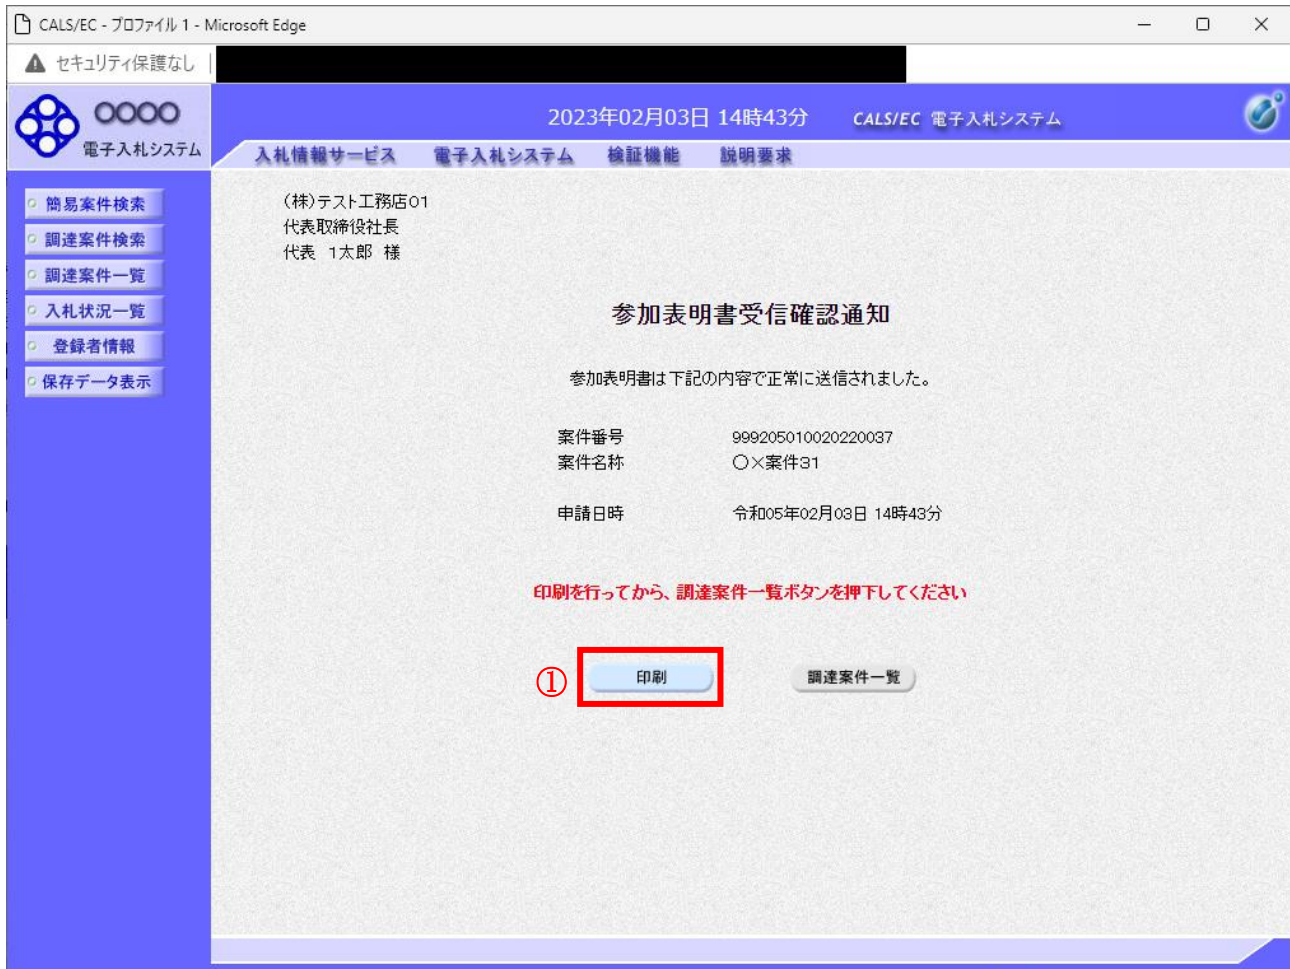 CALS/EC - プロファイル 1 - Microsoft Edge
セキュリティ保護なし
〇〇〇〇
電子入札システム
2023年02月03日 14時43分
CALS/EC 電子入札システム
入札情報サービス 電子入札システム 検証機能 説明要求
簡易案件検索
調達案件検索
調達案件一覧
入札状況一覧
登録者情報
保存データ表示
(株)テスト工務店01
代表取締役社長
代表 1太郎 様
参加表明書受信確認通知
参加表明書は下記の内容で正常に送信されました。
案件番号 999205010020220037
案件名称 〇×案件31
申請日時 令和05年02月03日 14時43分
印刷を行ってから、調達案件一覧ボタンを押下してください
① 印刷 調達案件一覧